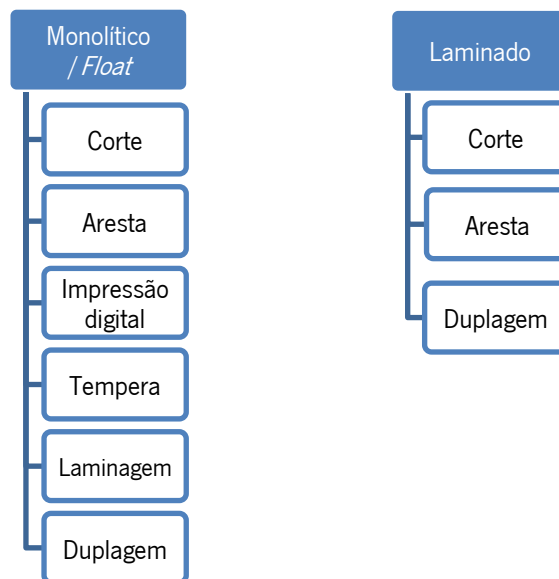 Monolítico
/ Float
Corte
Aresta
Impressão
digital
Tempera
Laminagem
Duplagem
Laminado
Corte
Aresta
Duplagem